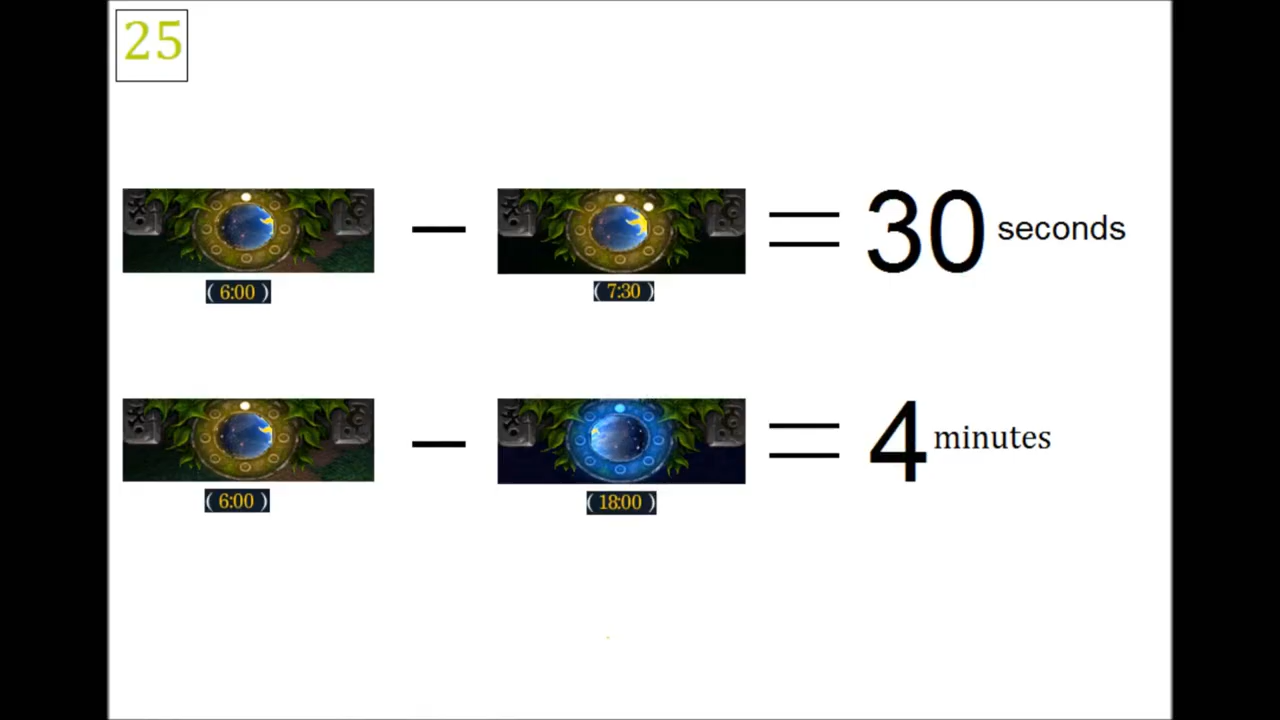 25
— = 30 seconds
( 6:00 ) ( 7:30 )
— = 4 minutes
( 6:00 ) ( 18:00 )